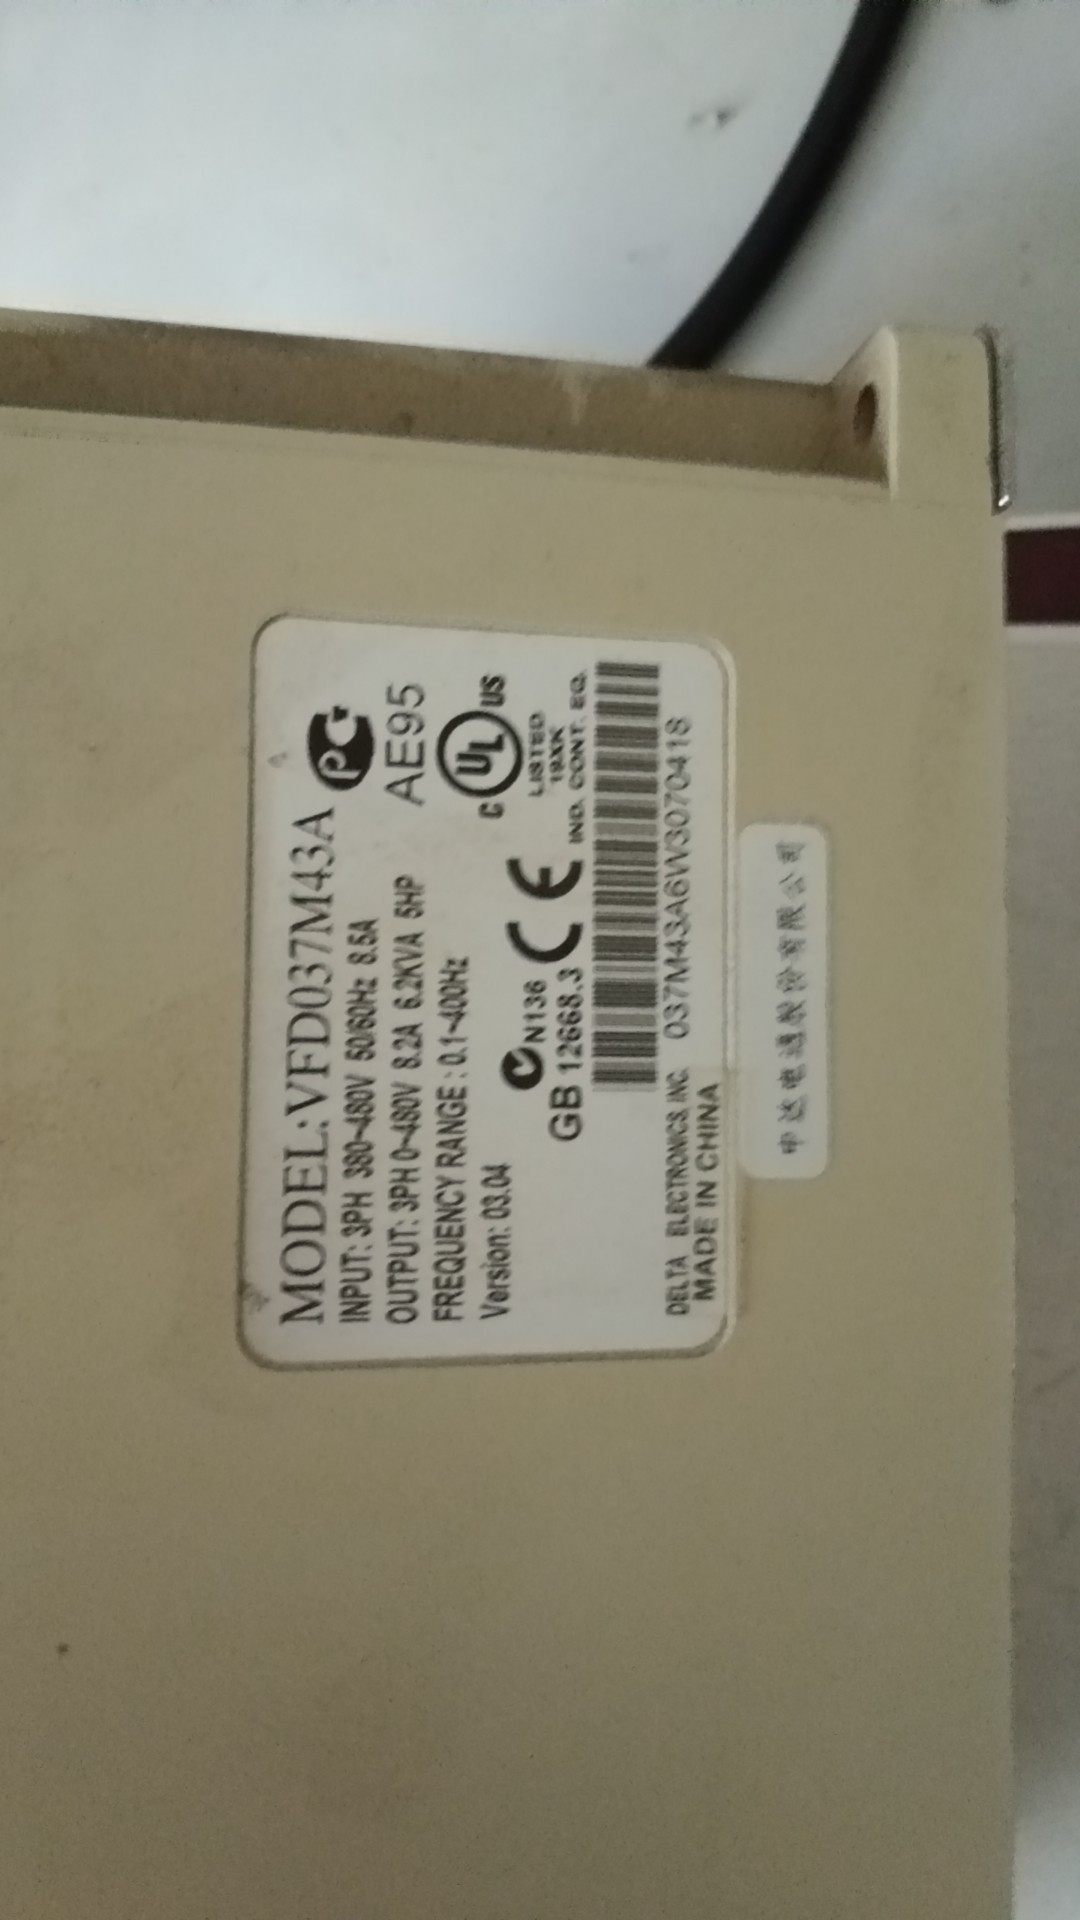 MODEL:VFD037M43A
INPUT: 3PH 380~480V 50/60Hz 8.5A
OUTPUT: 3PH 0~480V 8.2A 6.2KVA 5HP
FREQUENCY RANGE : 0.1~400Hz
Version: 03.04
AE95
C UL US
LISTED
19XK
IND. CONT. EQ.
N136
CE
GB 12668.3
037M43A6W3070418
DELTA ELECTRONICS. INC.
MADE IN CHINA
中达电通股份有限公司